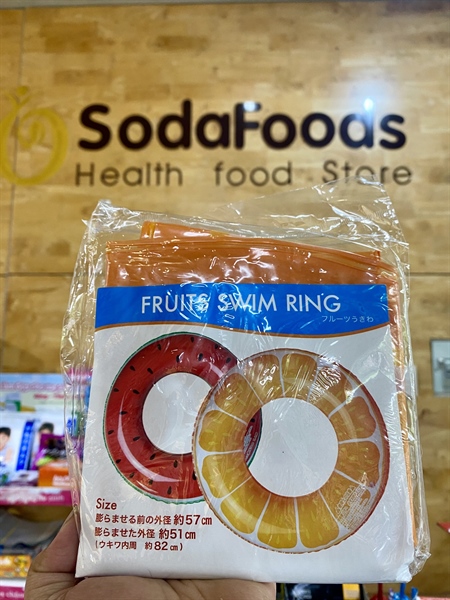 SodaFoods
Health food Store
FRUITS SWIM RING
フルーツうきわ
Size
膨らませる前の外径 約57cm
膨らませた外径 約51cm
(ウキワ内周 約82cm)